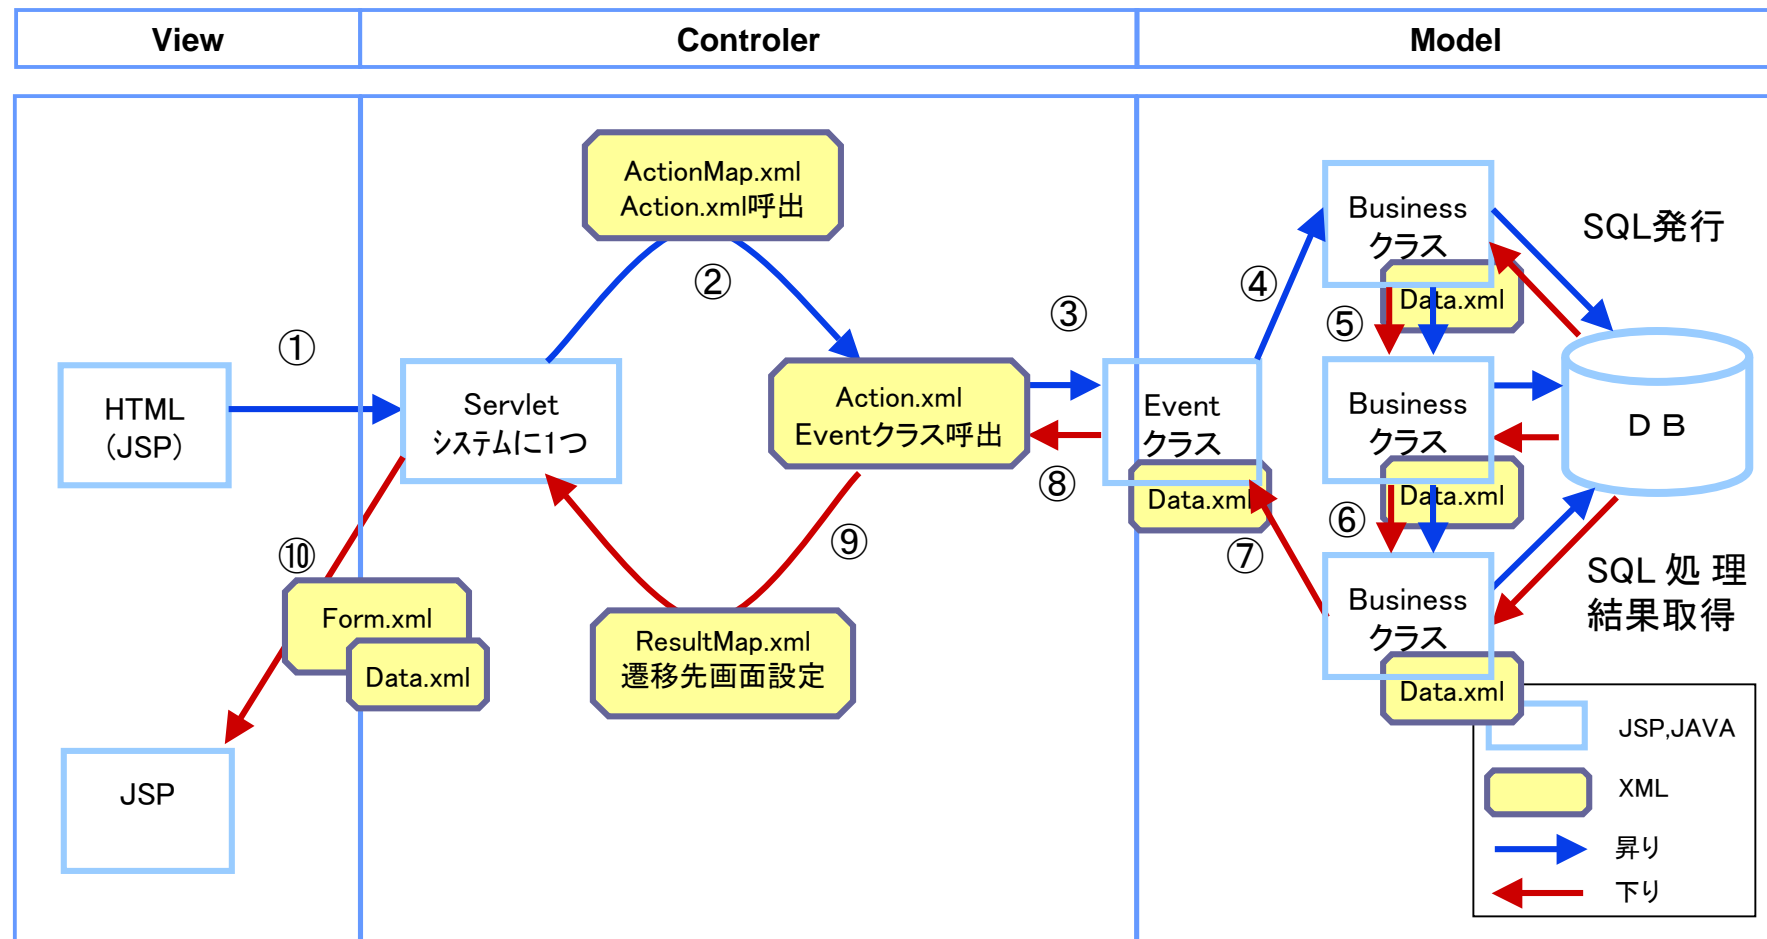 View
Controler
Model
ActionMap.xml
Action.xml呼出
②
①
HTML
(JSP)
Servlet
システムに1つ
Action.xml
Eventクラス呼出
③
⑧
⑨
⑩
Form.xml
Data.xml
ResultMap.xml
遷移先画面設定
JSP
Event
クラス
Data.xml
④
⑤
⑥
⑦
Business
クラス
Data.xml
Business
クラス
Data.xml
Business
クラス
Data.xml
SQL発行
DB
SQL処理
結果取得
JSP,JAVA
XML
昇り
下り